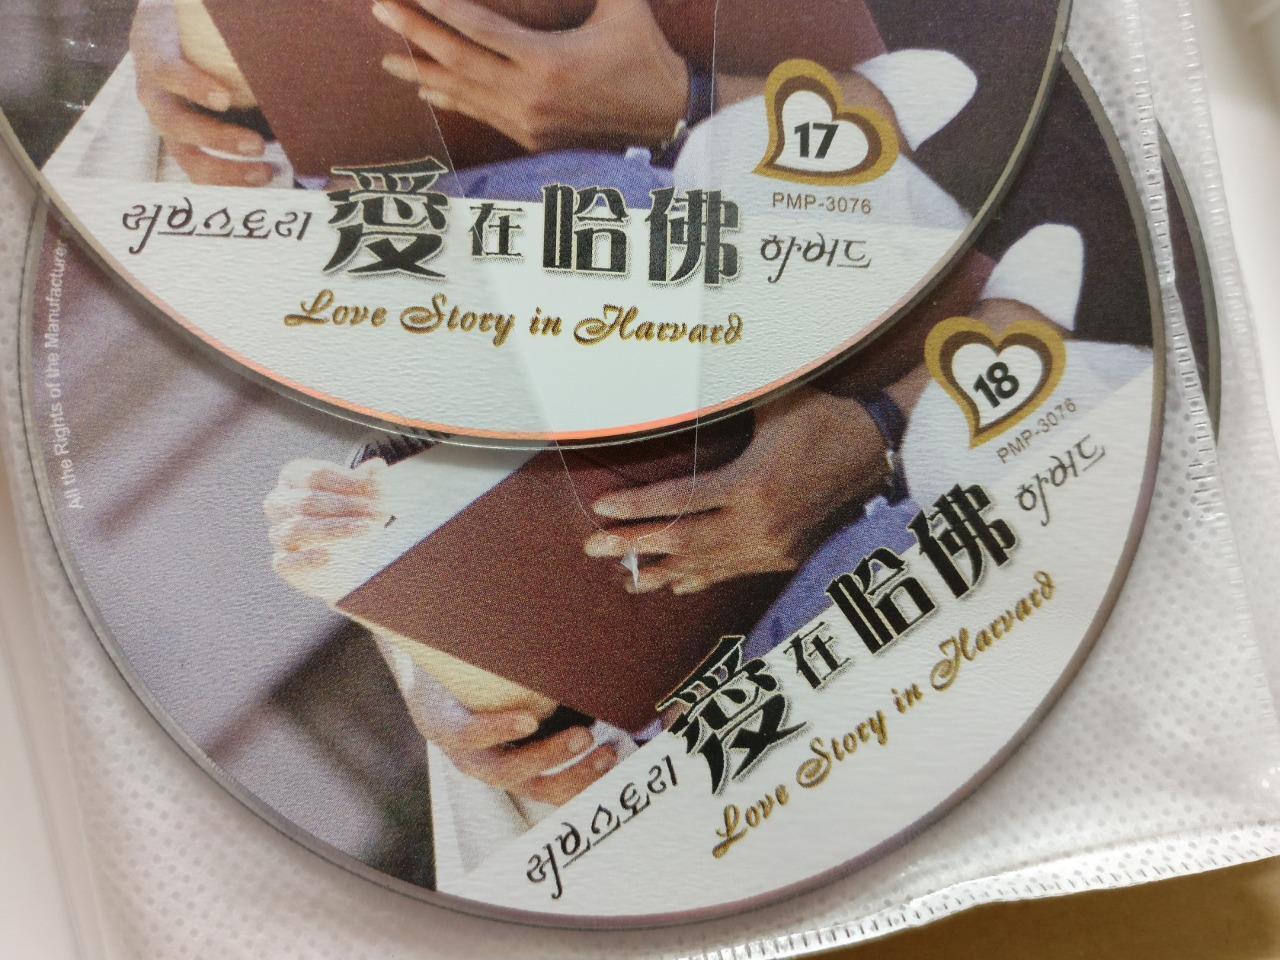 17
PMP-3076
러브스토리 愛在哈佛 하버드
Love Story in Harvard
All the Rights of the Manufacturer
18
PMP-3076
러브스토리 愛在哈佛 하버드
Love Story in Harvard